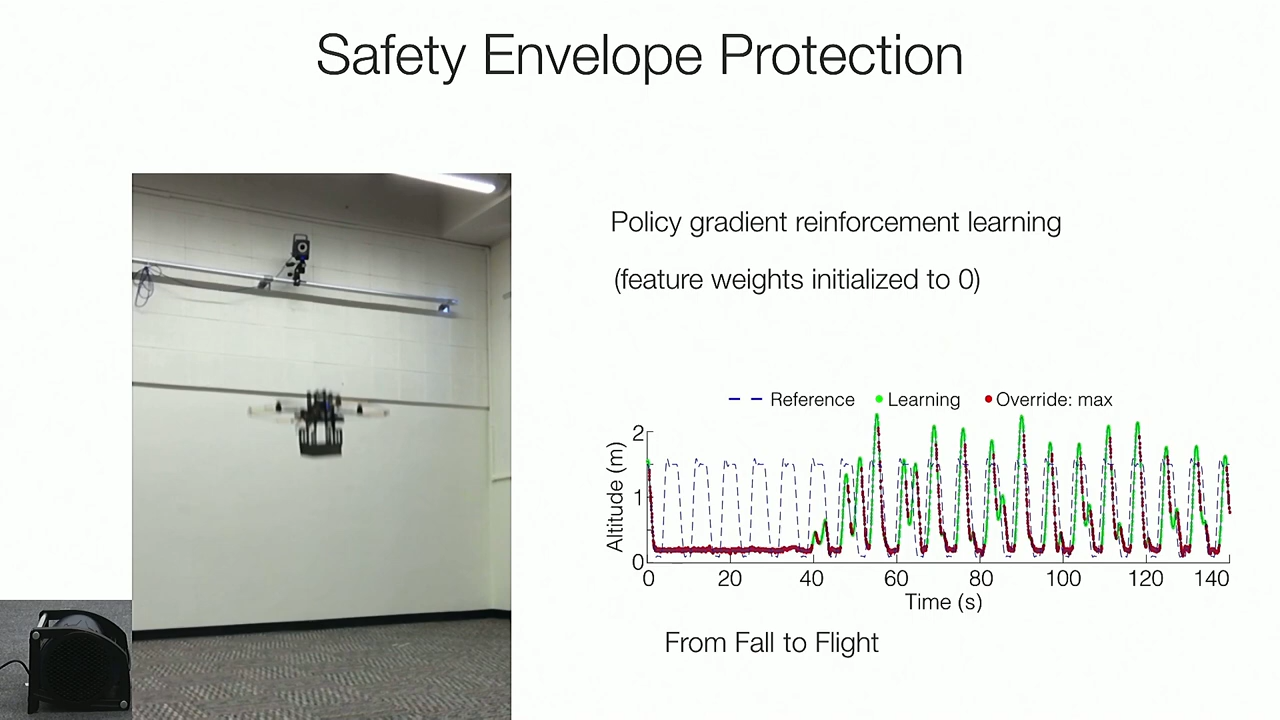 Safety Envelope Protection
Policy gradient reinforcement learning
(feature weights initialized to 0)
Reference Learning Override: max
2
1
0
Altitude (m)
0 20 40 60 80 100 120 140
Time (s)
From Fall to Flight